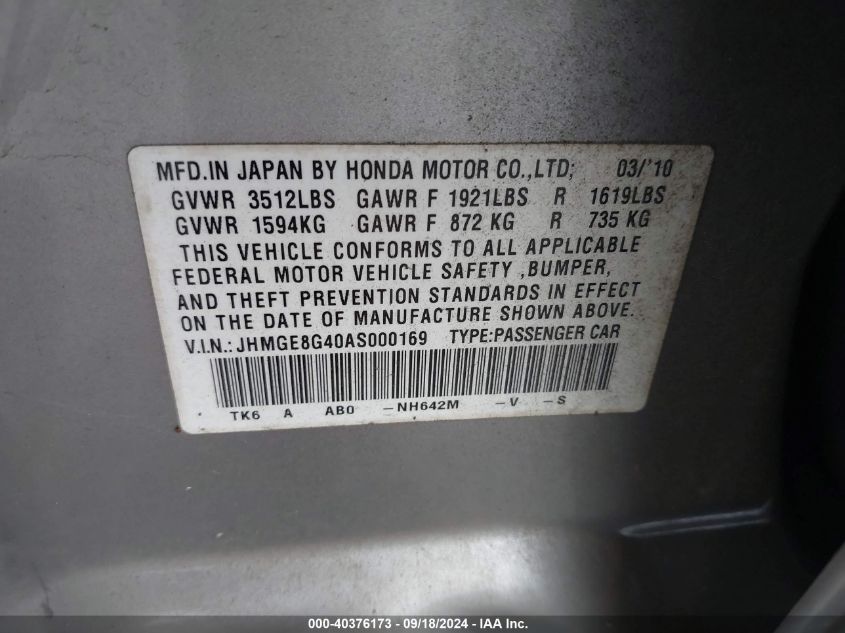 MFD.IN JAPAN BY HONDA MOTOR CO.,LTD; 03/'10
GVWR 3512LBS GAWR F 1921LBS R 1619LBS
GVWR 1594KG GAWR F 872 KG R 735 KG
THIS VEHICLE CONFORMS TO ALL APPLICABLE
FEDERAL MOTOR VEHICLE SAFETY ,BUMPER,
AND THEFT PREVENTION STANDARDS IN EFFECT
ON THE DATE OF MANUFACTURE SHOWN ABOVE.
V.I.N.:JHMGE8G40AS000169 TYPE:PASSENGER CAR
TK6 A AB0 -NH642M -V -S
000-40376173 - 09/18/2024 - IAA Inc.